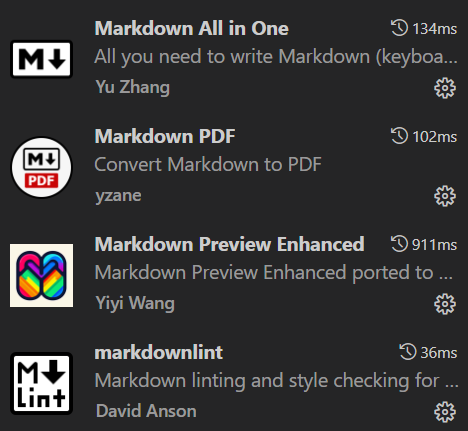 Markdown All in One 134ms
All you need to write Markdown (keyboa...
Yu Zhang
M
Markdown PDF 102ms
Convert Markdown to PDF
yzane
M
PDF
Markdown Preview Enhanced 911ms
Markdown Preview Enhanced ported to ...
Yiyi Wang
markdownlint 36ms
Markdown linting and style checking for ...
David Anson
M
Lint